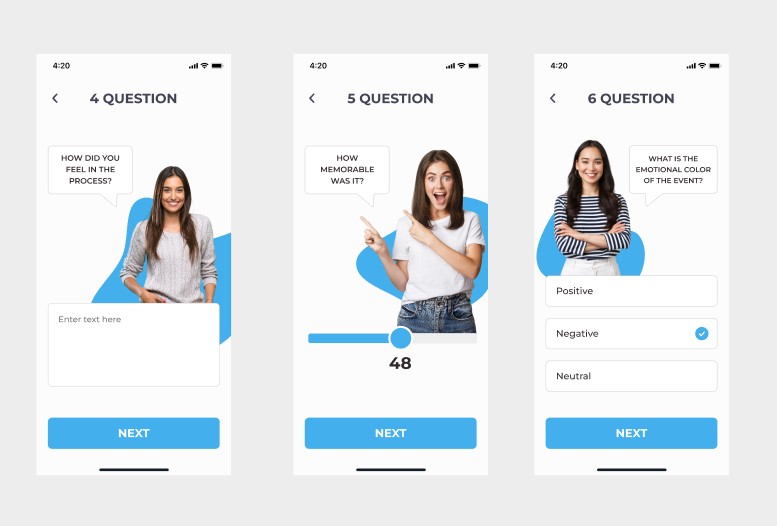 4:20
4 QUESTION
HOW DID YOU
FEEL IN THE
PROCESS?
Enter text here
NEXT
4:20
5 QUESTION
HOW
MEMORABLE
WAS IT?
48
NEXT
4:20
6 QUESTION
WHAT IS THE
EMOTIONAL COLOR
OF THE EVENT?
Positive
Negative
Neutral
NEXT